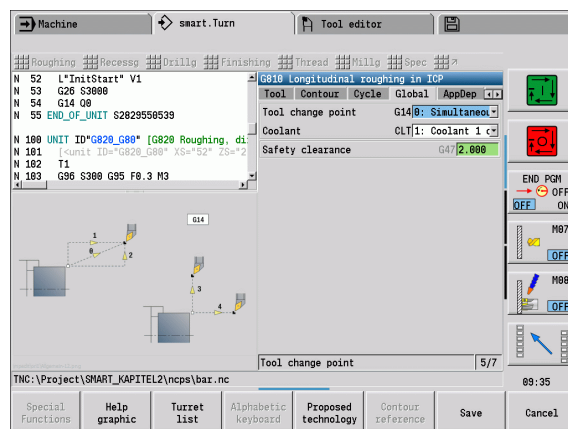 Machine
smart.Turn
Tool editor
Roughing Recessg Drillg Finishing Thread Millg Spec
N 52 L"InitStart" V1
N 53 G26 S3000
N 54 G14 Q0
N 55 END_OF_UNIT S2029550539
N 100 UNIT ID"G820_G80" [G820 Roughing, di
N 101 [<unit ID="G820_G80" XS="52" ZS="2
N 102 T1
N 103 G96 S300 G95 F0.3 M3
G810 Longitudinal roughing in ICP
Tool Contour Cycle Global AppDep
Tool change point G14 0: Simultaneou
Coolant CLT 1: Coolant 1 o
Safety clearance G47 2.000
G14
1
0
2
3
4
Tool change point 5/7
TNC:\Project\SMART_KAPITEL2\ncps\bar.nc
END PGM
OFF
OFF ON
M07
OFF
M08
OFF
09:35
Special Functions
Help graphic
Turret list
Alphabetic keyboard
Proposed technology
Contour reference
Save
Cancel